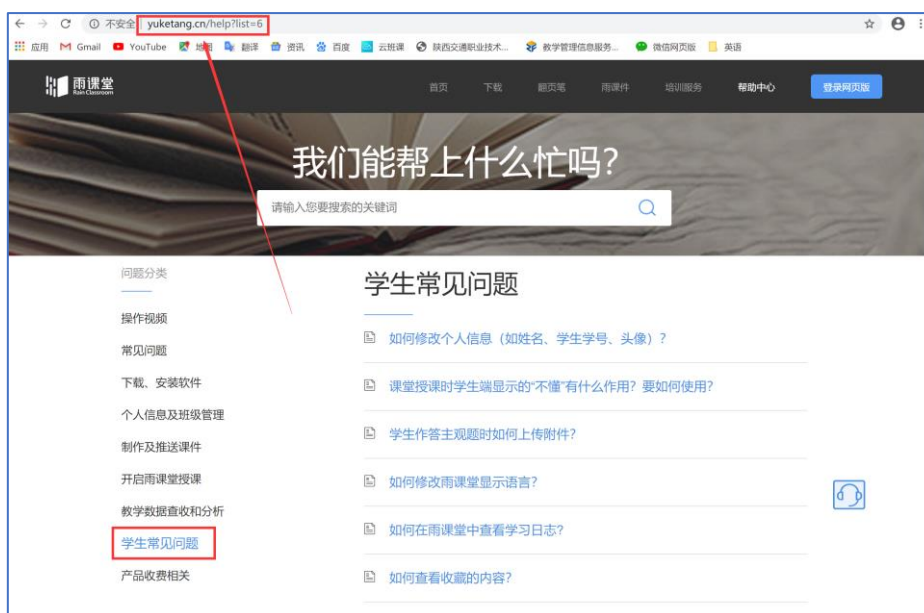 不安全 | yuketang.cn/help?list=6
应用 Gmail YouTube 地图 翻译 资讯 百度 云班课 陕西交通职业技术... 教学管理信息服务... 微信网页版 英语
雨课堂
Rain Classroom
首页 下载 翻页笔 雨课件 培训服务 帮助中心 登录网页版
我们能帮上什么忙吗?
请输入您要搜索的关键词
问题分类
操作视频
常见问题
下载、安装软件
个人信息及班级管理
制作及推送课件
开启雨课堂授课
教学数据查收和分析
学生常见问题
产品收费相关
学生常见问题
如何修改个人信息（如姓名、学生学号、头像）?
课堂授课时学生端显示的“不懂”有什么作用? 要如何使用?
学生作答主观题时如何上传附件?
如何修改雨课堂显示语言?
如何在雨课堂中查看学习日志?
如何查看收藏的内容?